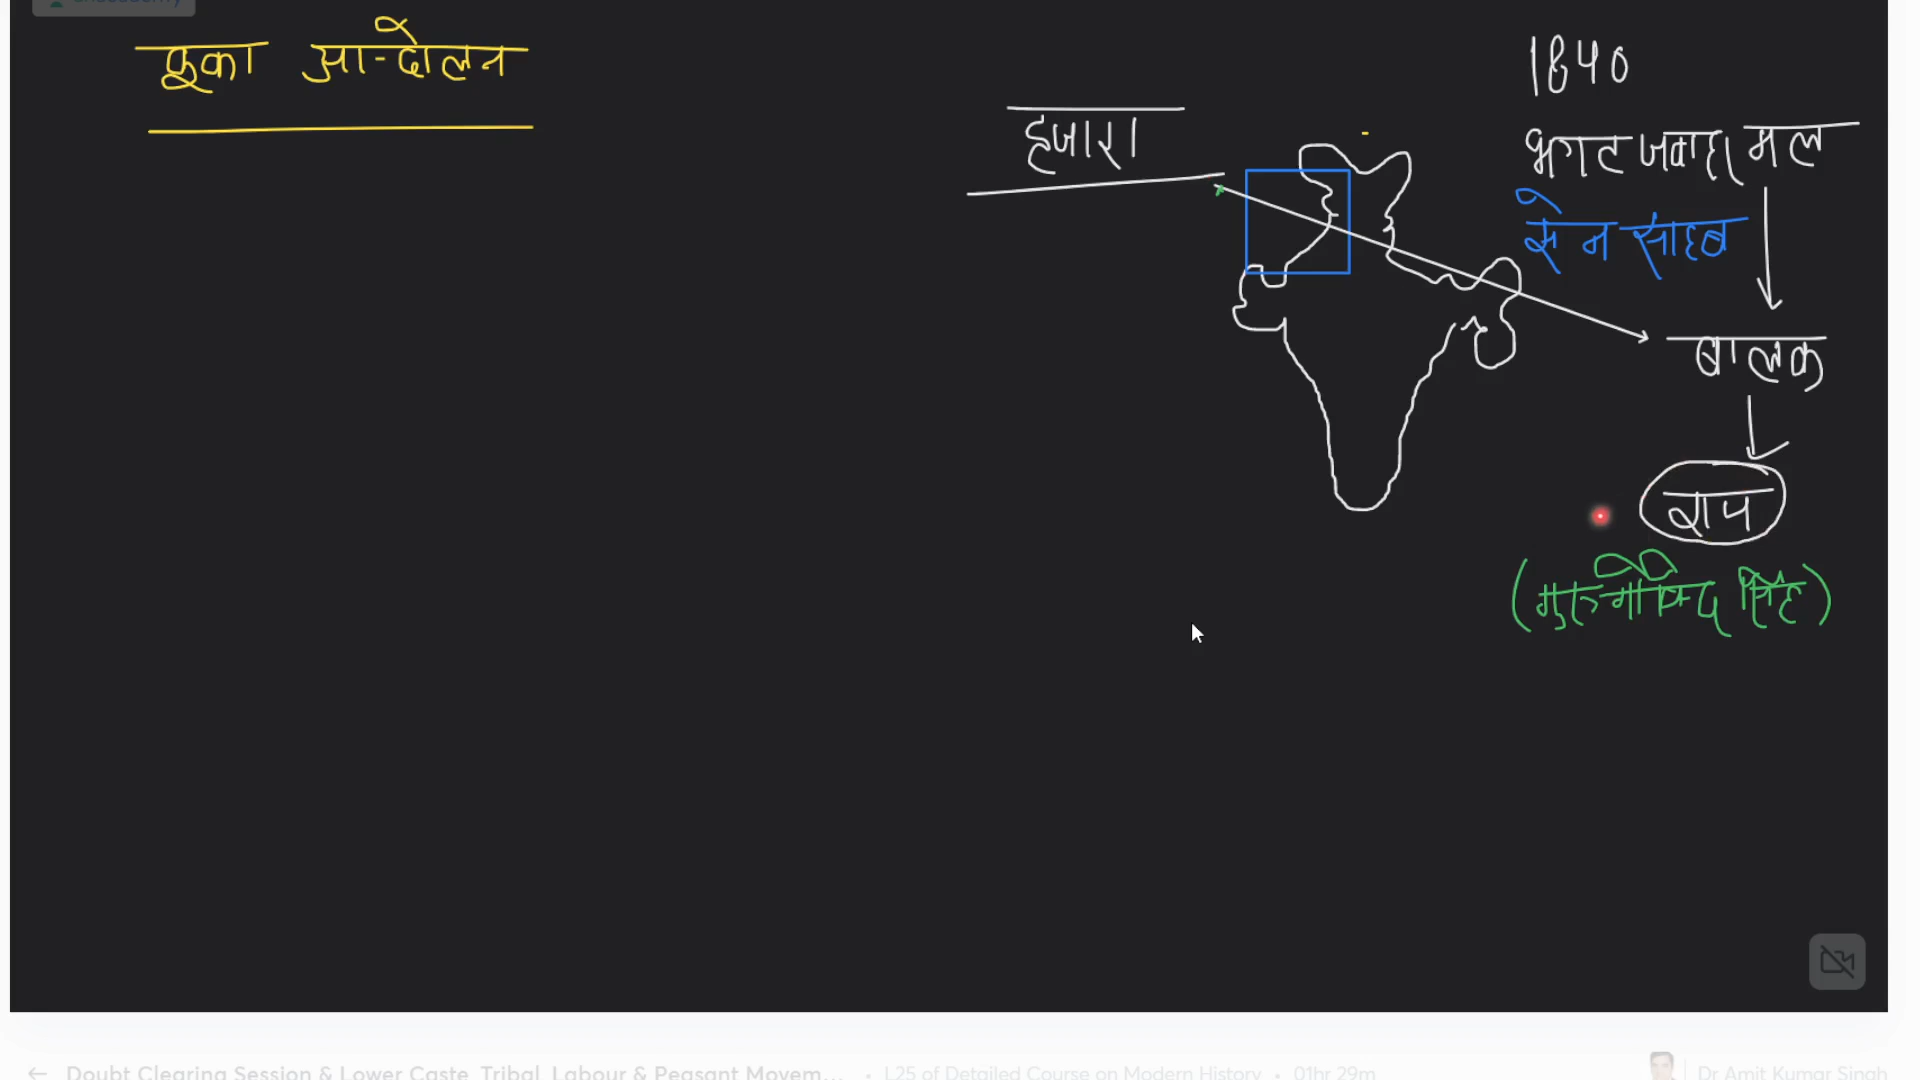 कूका आन्दोलन
हजारा
1840
भगत जवाहर मल
सेन साहब
बालक
राम
(गुरु गोविन्द सिंह)
Doubt Clearing Session & Lower Caste, Tribal, Labour & Peasant Movem... • L25 of Detailed Course on Modern History • 01hr 29m
Dr Amit Kumar Singh